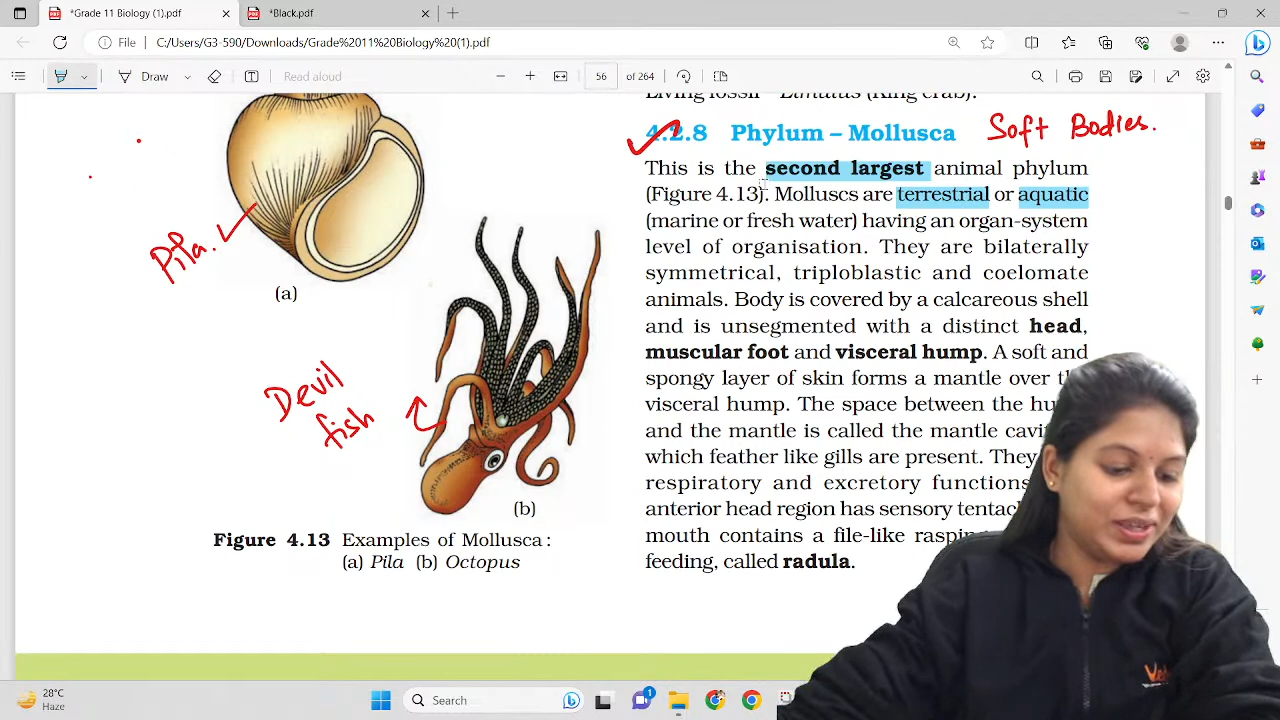 *Grade 11 Biology (1).pdf
*Black.pdf
File
C:/Users/G3-590/Downloads/Grade%2011%20Biology%20(1).pdf
Draw
Read aloud
56
of 264
Living fossil – Limulus (King crab).
4.2.8 Phylum – Mollusca
Soft Bodies.
This is the second largest animal phylum
(Figure 4.13). Molluscs are terrestrial or aquatic
(marine or fresh water) having an organ-system
level of organisation. They are bilaterally
symmetrical, triploblastic and coelomate
animals. Body is covered by a calcareous shell
and is unsegmented with a distinct head,
muscular foot and visceral hump. A soft and
spongy layer of skin forms a mantle over
visceral hump. The space between the
and the mantle is called the mantle
which feather like gills are present. They
respiratory and excretory functions
anterior head region has sensory
mouth contains a file-like
feeding, called radula.
Pila.
(a)
Devil
fish
(b)
Figure 4.13 Examples of Mollusca :
(a) Pila (b) Octopus
28°C
Haze
Search
1